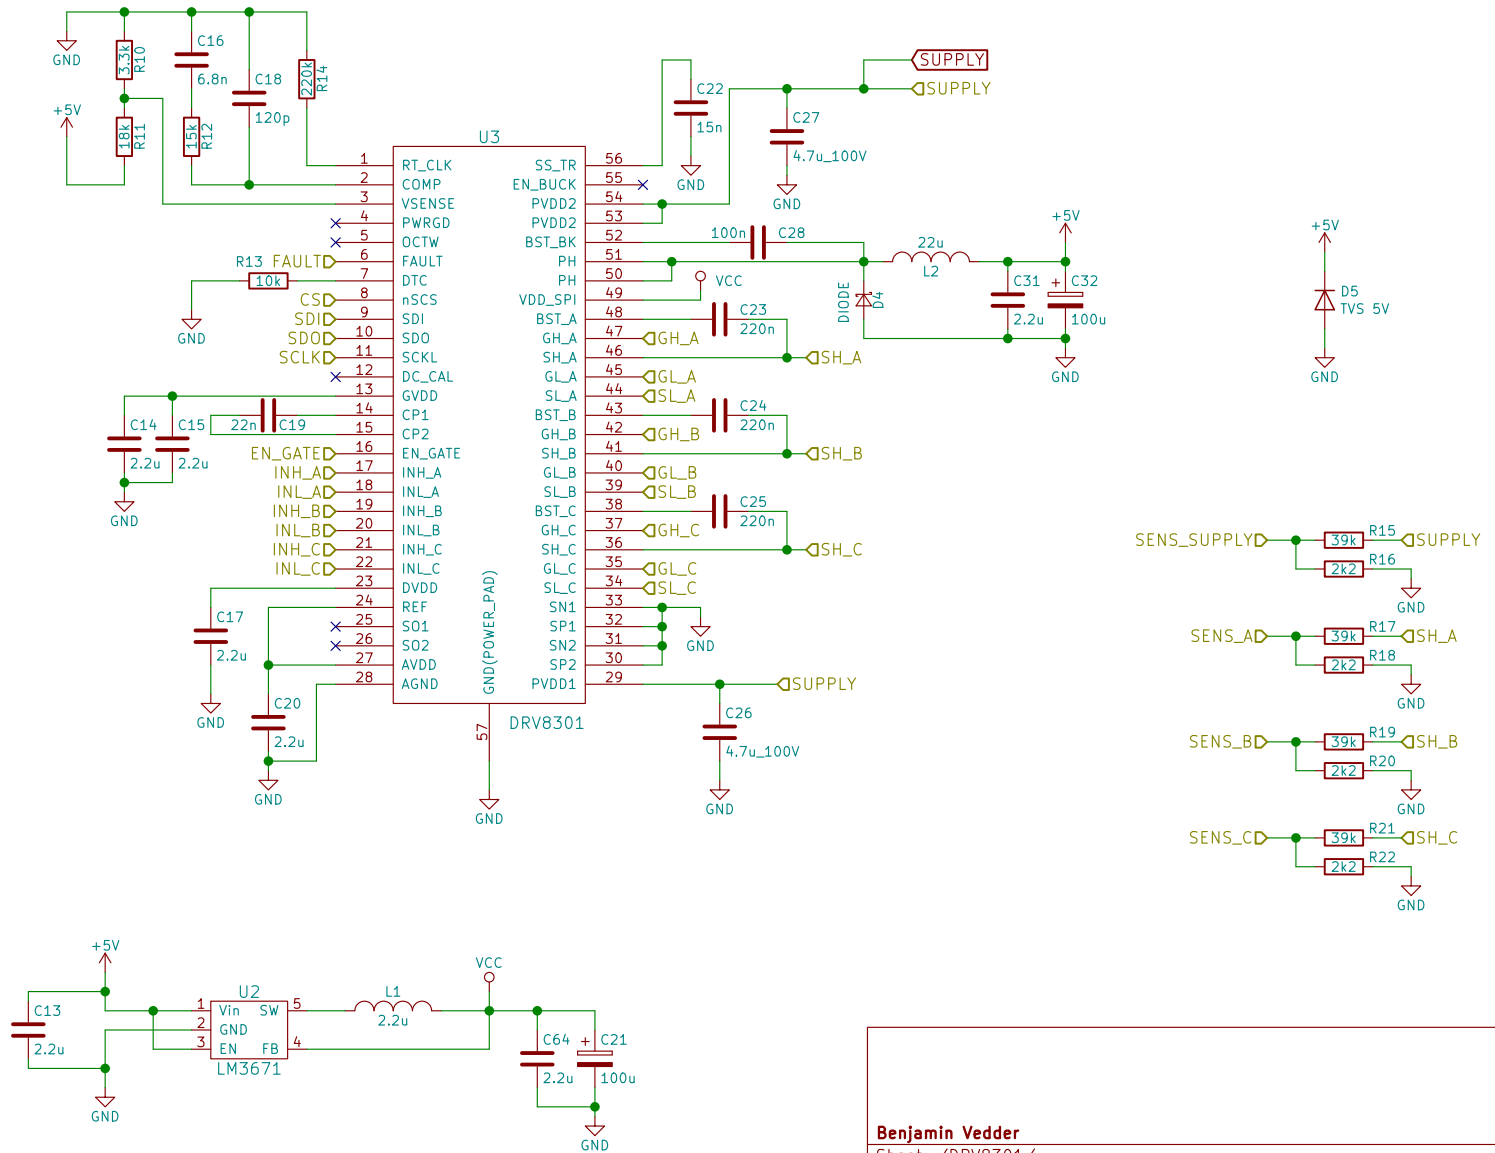 GND
3.3k
R10
C16
6.8n
C18
120p
220k
R14
+5V
18k
R11
15k
R12
C22
15n
SUPPLY
SUPPLY
C27
4.7u_100V
GND
GND
U3
1 RT_CLK SS_TR 56
2 COMP EN_BUCK 55
3 VSENSE PVDD2 54
4 PWRGD PVDD2 53
5 OCTW BST_BK 52
6 FAULT PH 51
7 DTC PH 50
8 nSCS VDD_SPI 49
9 SDI BST_A 48
10 SDO GH_A 47
11 SCKL SH_A 46
12 DC_CAL GL_A 45
13 GVDD SL_A 44
14 CP1 BST_B 43
15 CP2 GH_B 42
16 EN_GATE SH_B 41
17 INH_A GL_B 40
18 INL_A SL_B 39
19 INH_B BST_C 38
20 INL_B GH_C 37
21 INH_C SH_C 36
22 INL_C GL_C 35
23 DVDD SL_C 34
24 REF SN1 33
25 SO1 SP1 32
26 SO2 SN2 31
27 AVDD SP2 30
28 AGND PVDD1 29
GND(POWER_PAD)
57
DRV8301
GND
R13
10k
GND
FAULT
CS
SDI
SDO
SCLK
22n C19
C14
2.2u
C15
2.2u
GND
EN_GATE
INH_A
INL_A
INH_B
INL_B
INH_C
INL_C
C17
2.2u
GND
C20
2.2u
GND
100n C28
VCC
DIODE
D4
22u
L2
+5V
C31
2.2u
C32
+
100u
GND
C23
220n
GH_A
SH_A
GL_A
SL_A
C24
220n
GH_B
SH_B
GL_B
SL_B
C25
220n
GH_C
SH_C
GL_C
SL_C
GND
SUPPLY
C26
4.7u_100V
GND
+5V
D5
TVS 5V
GND
SENS_SUPPLY 39k R15 SUPPLY
2k2 R16
GND
SENS_A 39k R17 SH_A
2k2 R18
GND
SENS_B 39k R19 SH_B
2k2 R20
GND
SENS_C 39k R21 SH_C
2k2 R22
GND
+5V
C13
2.2u
GND
U2
1 Vin SW 5
2 GND
3 EN FB 4
LM3671
L1
2.2u
VCC
C64
2.2u
+ C21
100u
GND
Benjamin Vedder
Sheet: /DRV8301/